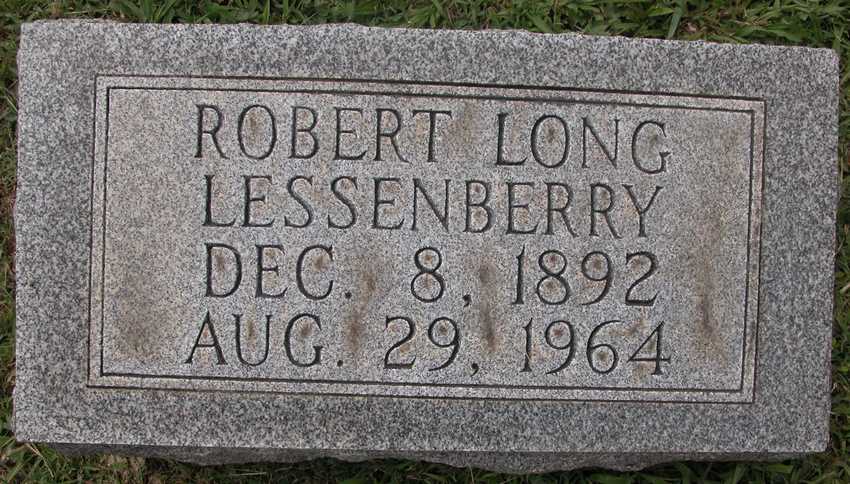 ROBERT LONG
LESSENBERRY
DEC. 8, 1892
AUG. 29, 1964